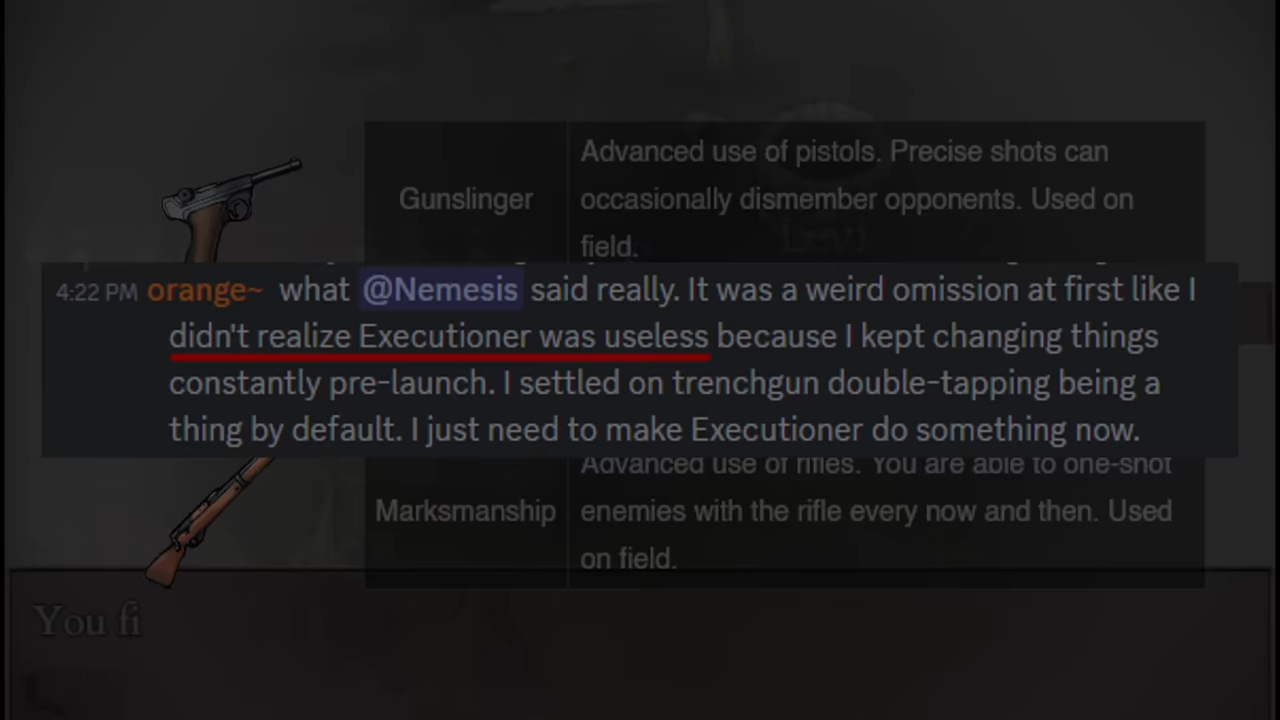 Advanced use of pistols. Precise shots can
Gunslinger
occasionally dismember opponents. Used on
field.
Levi
4:22 PM orange~ what @Nemesis said really. It was a weird omission at first like I
didn't realize Executioner was useless because I kept changing things
constantly pre-launch. I settled on trenchgun double-tapping being a
thing by default. I just need to make Executioner do something now.
Advanced use of rifles. You are able to one-shot
Marksmanship
enemies with the rifle every now and then. Used
on field.
You fi